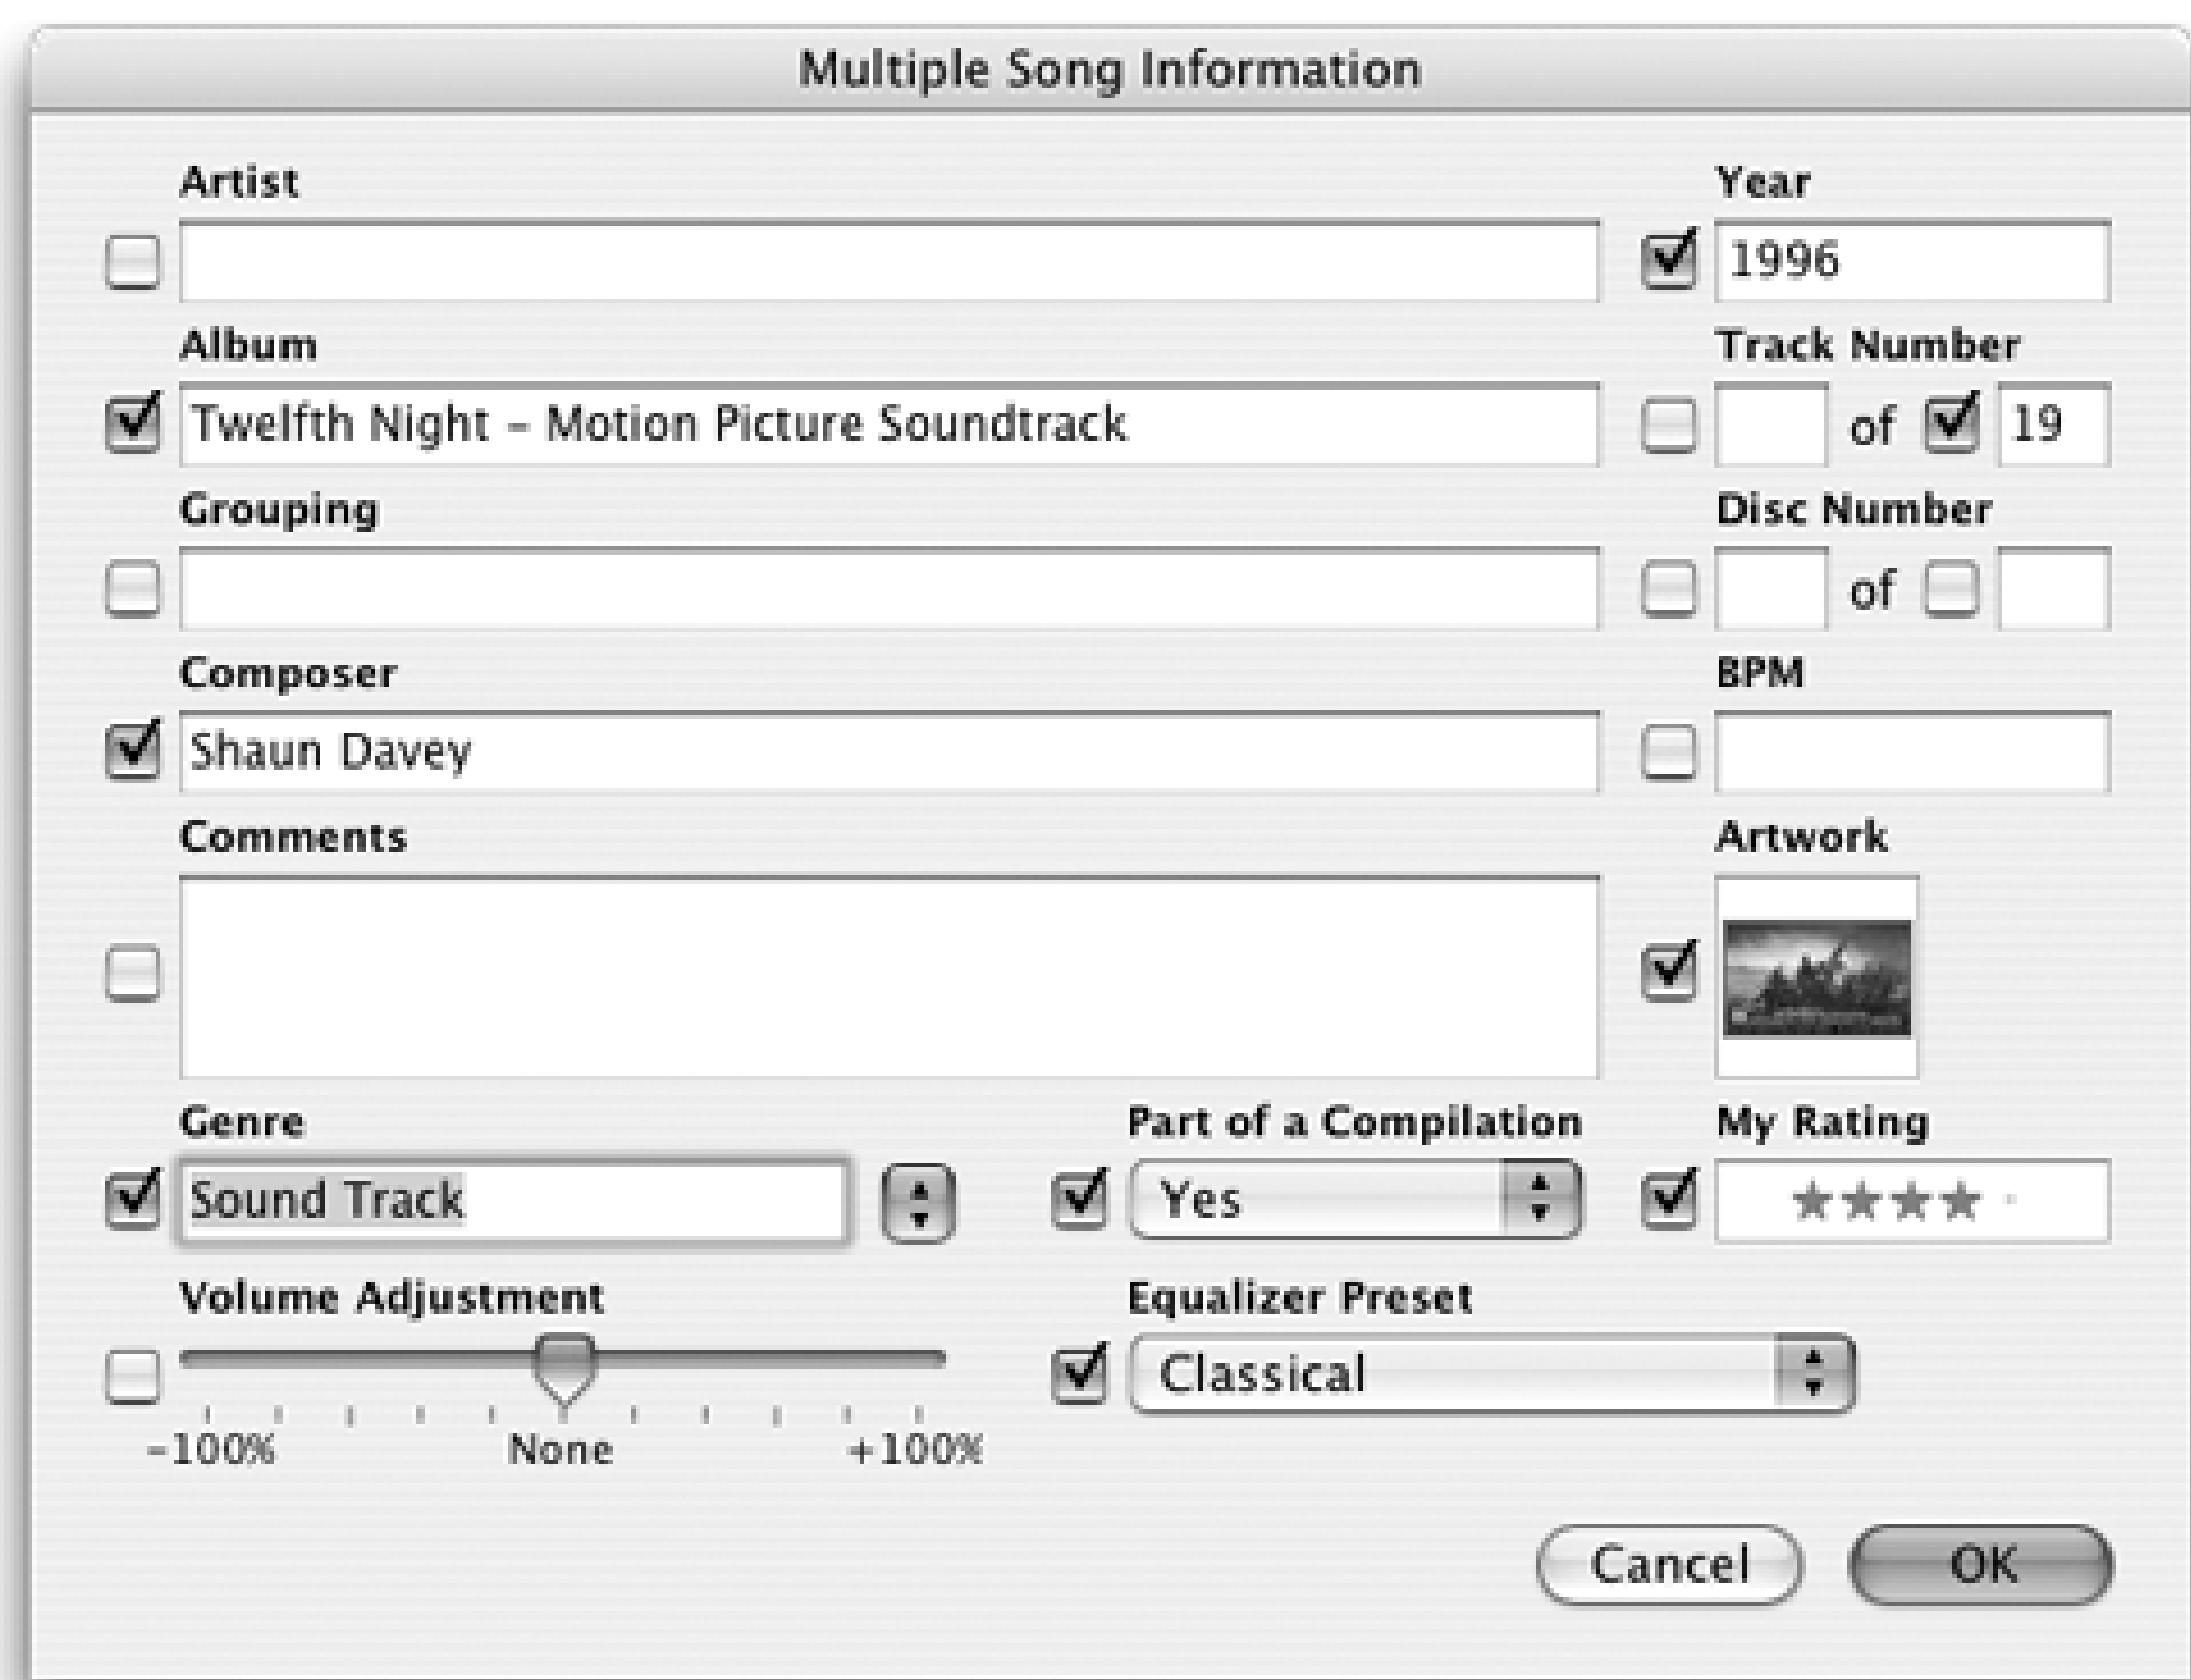 Multiple Song Information
Artist Year
1996
Album Track Number
Twelfth Night – Motion Picture Soundtrack of 19
Grouping Disc Number
of
Composer BPM
Shaun Davey
Comments Artwork
Genre Part of a Compilation My Rating
Sound Track Yes
Volume Adjustment Equalizer Preset
Classical
-100% None +100%
Cancel OK